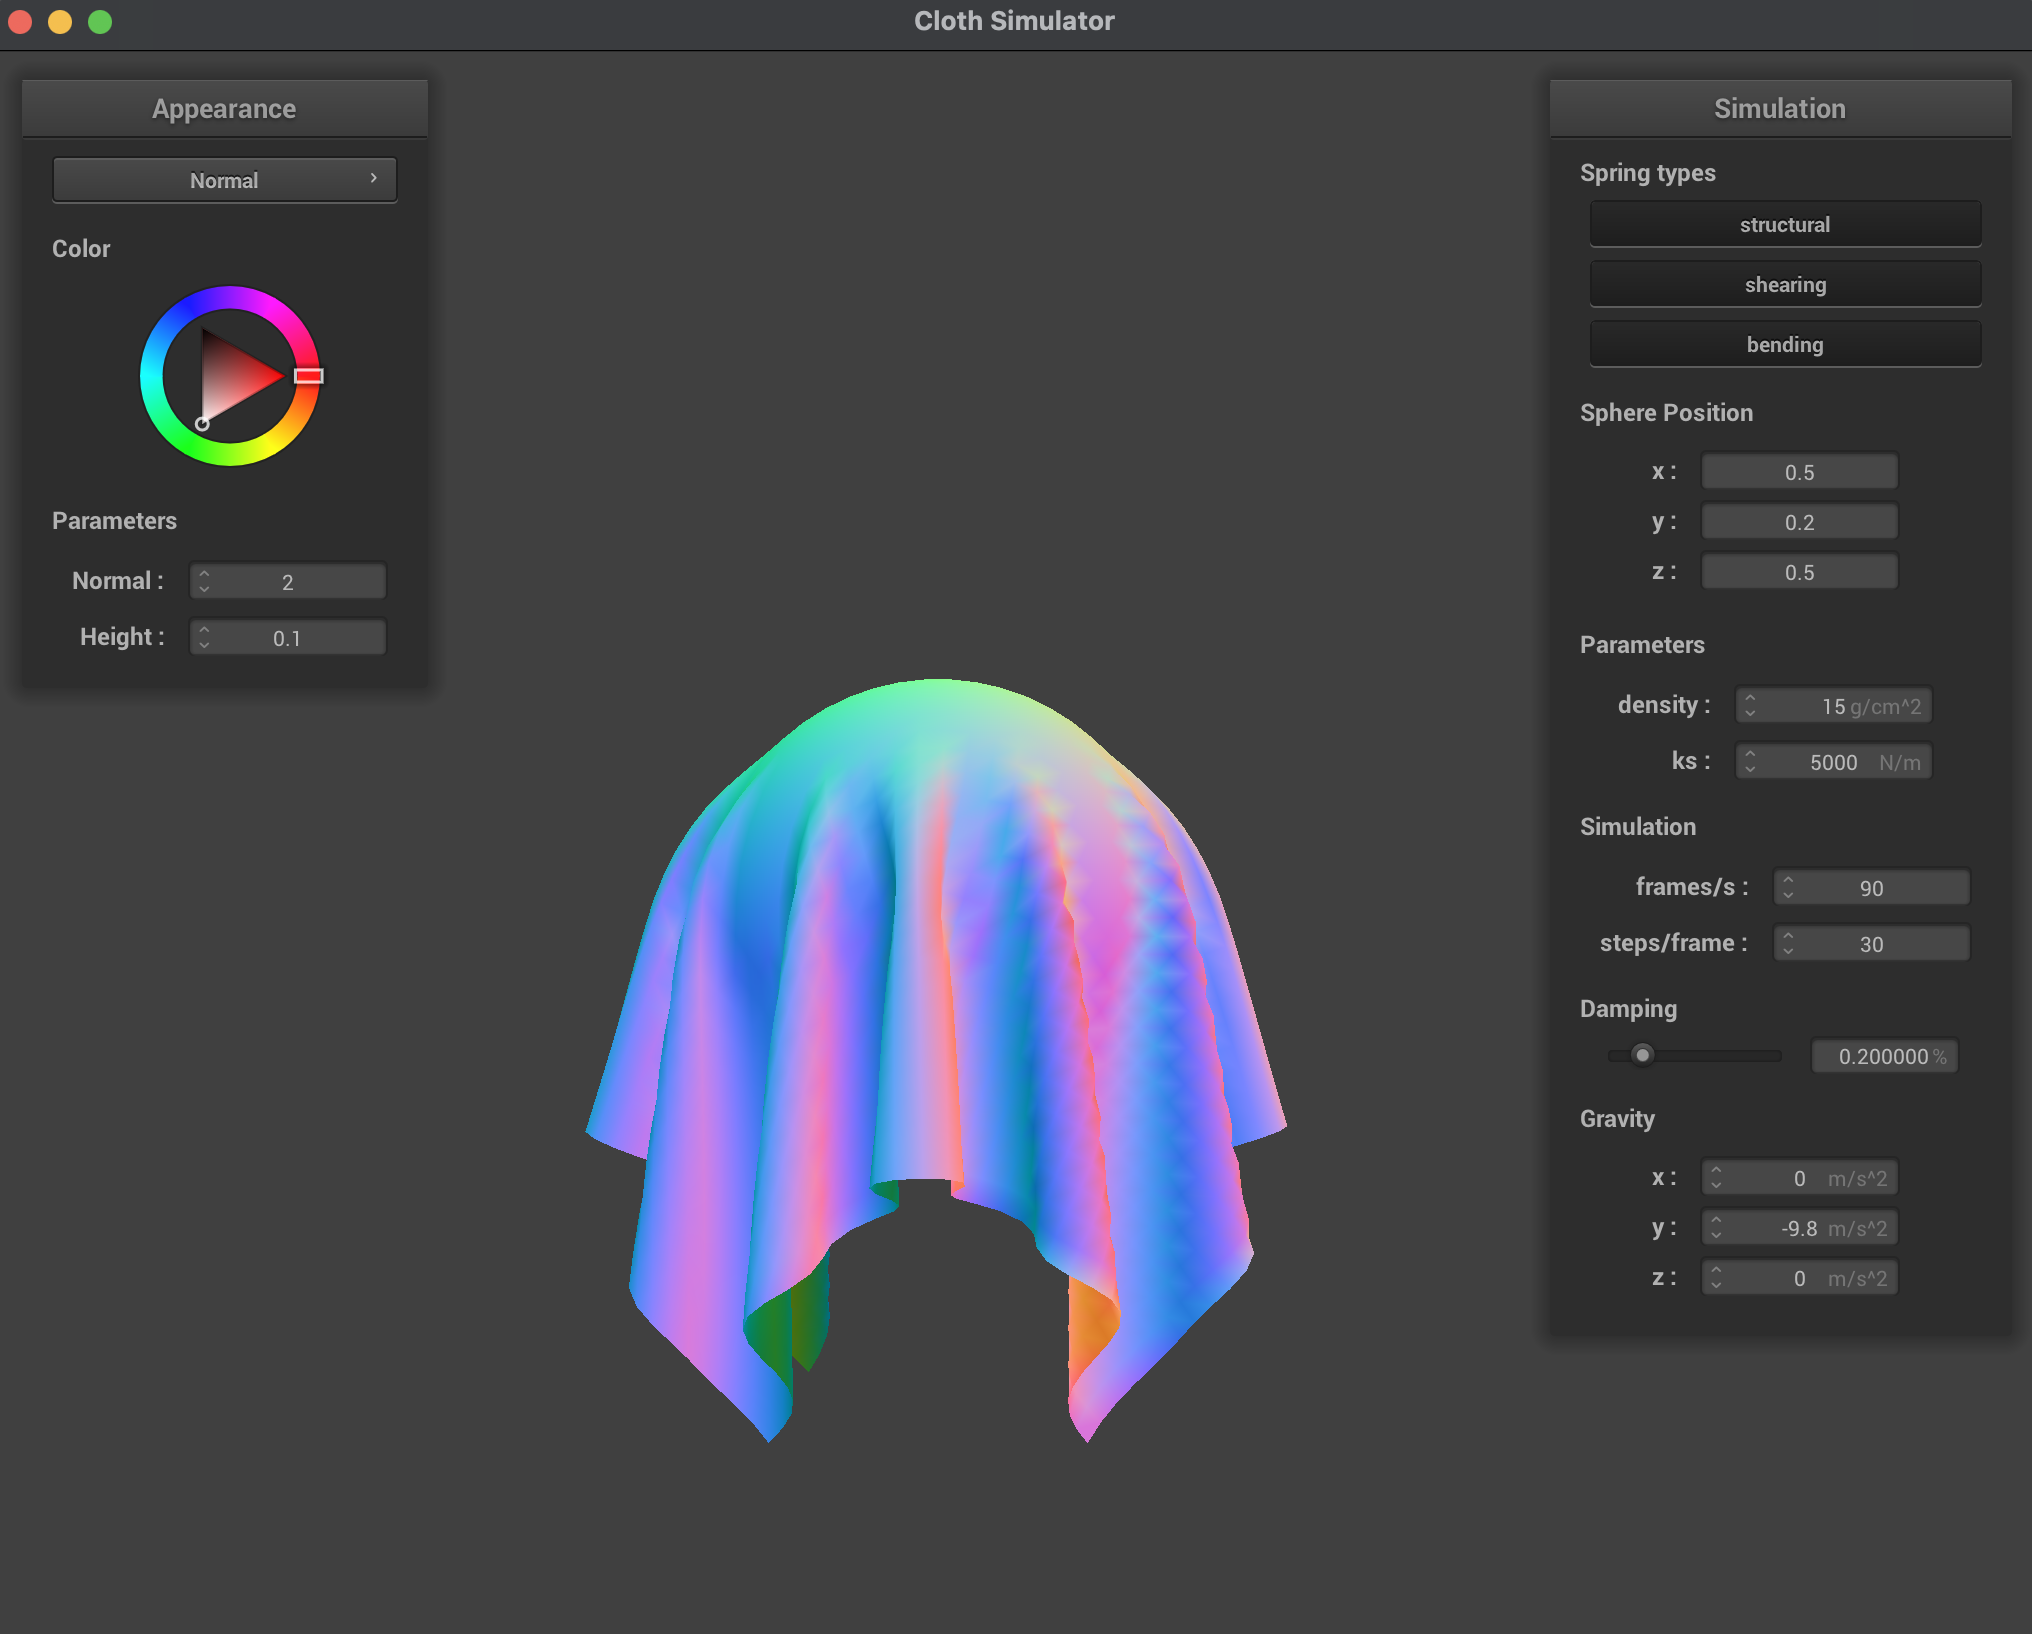 Cloth Simulator
Appearance
Normal
Color
Parameters
Normal : 2
Height : 0.1
Simulation
Spring types
structural
shearing
bending
Sphere Position
x : 0.5
y : 0.2
z : 0.5
Parameters
density : 15 g/cm^2
ks : 5000 N/m
Simulation
frames/s : 90
steps/frame : 30
Damping
0.200000 %
Gravity
x : 0 m/s^2
y : -9.8 m/s^2
z : 0 m/s^2